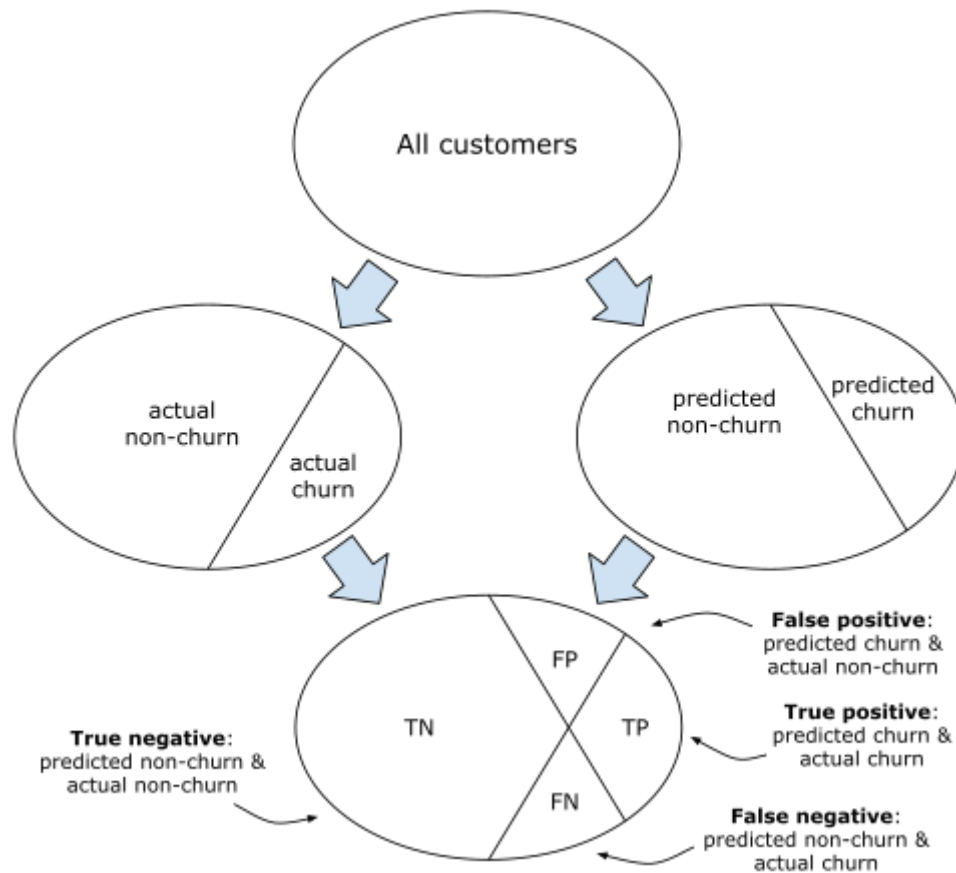 All customers
actual
non-churn
actual
churn
predicted
non-churn
predicted
churn
False positive:
predicted churn &
actual non-churn
FP
TN
TP
True positive:
predicted churn &
actual churn
True negative:
predicted non-churn &
actual non-churn
FN
False negative:
predicted non-churn &
actual churn